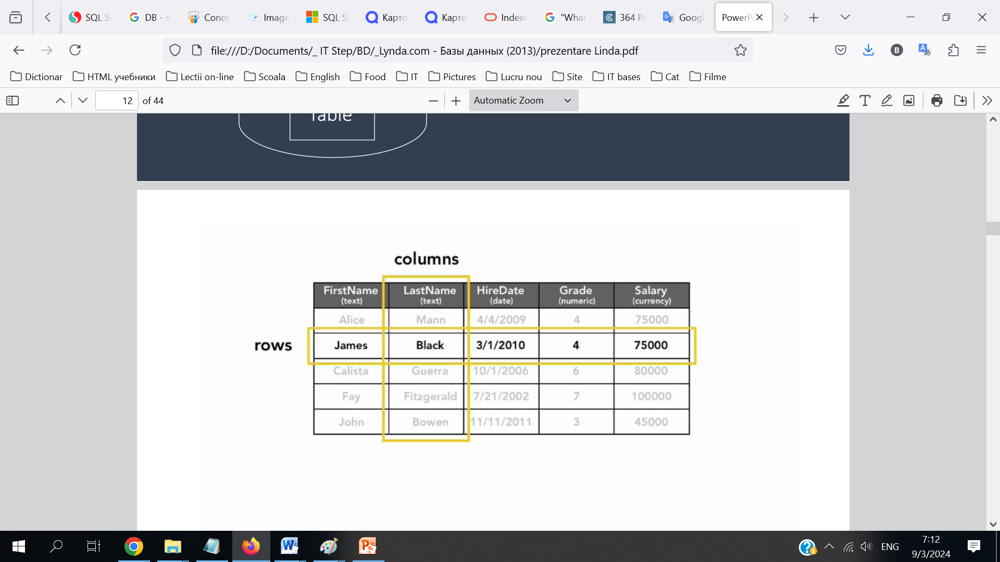 SQL S
DB - s
Conce
Image
SQL S
Карто
Карто
Indexe
"What
364 Pr
Googl
PowerP
file:///D:/Documents/_ IT Step/BD/_Lynda.com - Базы данных (2013)/prezentare Linda.pdf
B
Dictionar HTML учебники Lectii on-line Scoala English Food IT Pictures Lucru nou Site IT bases Cat Filme
12 of 44 Automatic Zoom
Table
columns
FirstName LastName HireDate Grade Salary
(text) (text) (date) (numeric) (currency)
Alice Mann 4/4/2009 4 75000
rows James Black 3/1/2010 4 75000
Calista Guerra 10/1/2006 6 80000
Fay Fitzgerald 7/21/2002 7 100000
John Bowen 11/11/2011 3 45000
ENG
7:12
9/3/2024